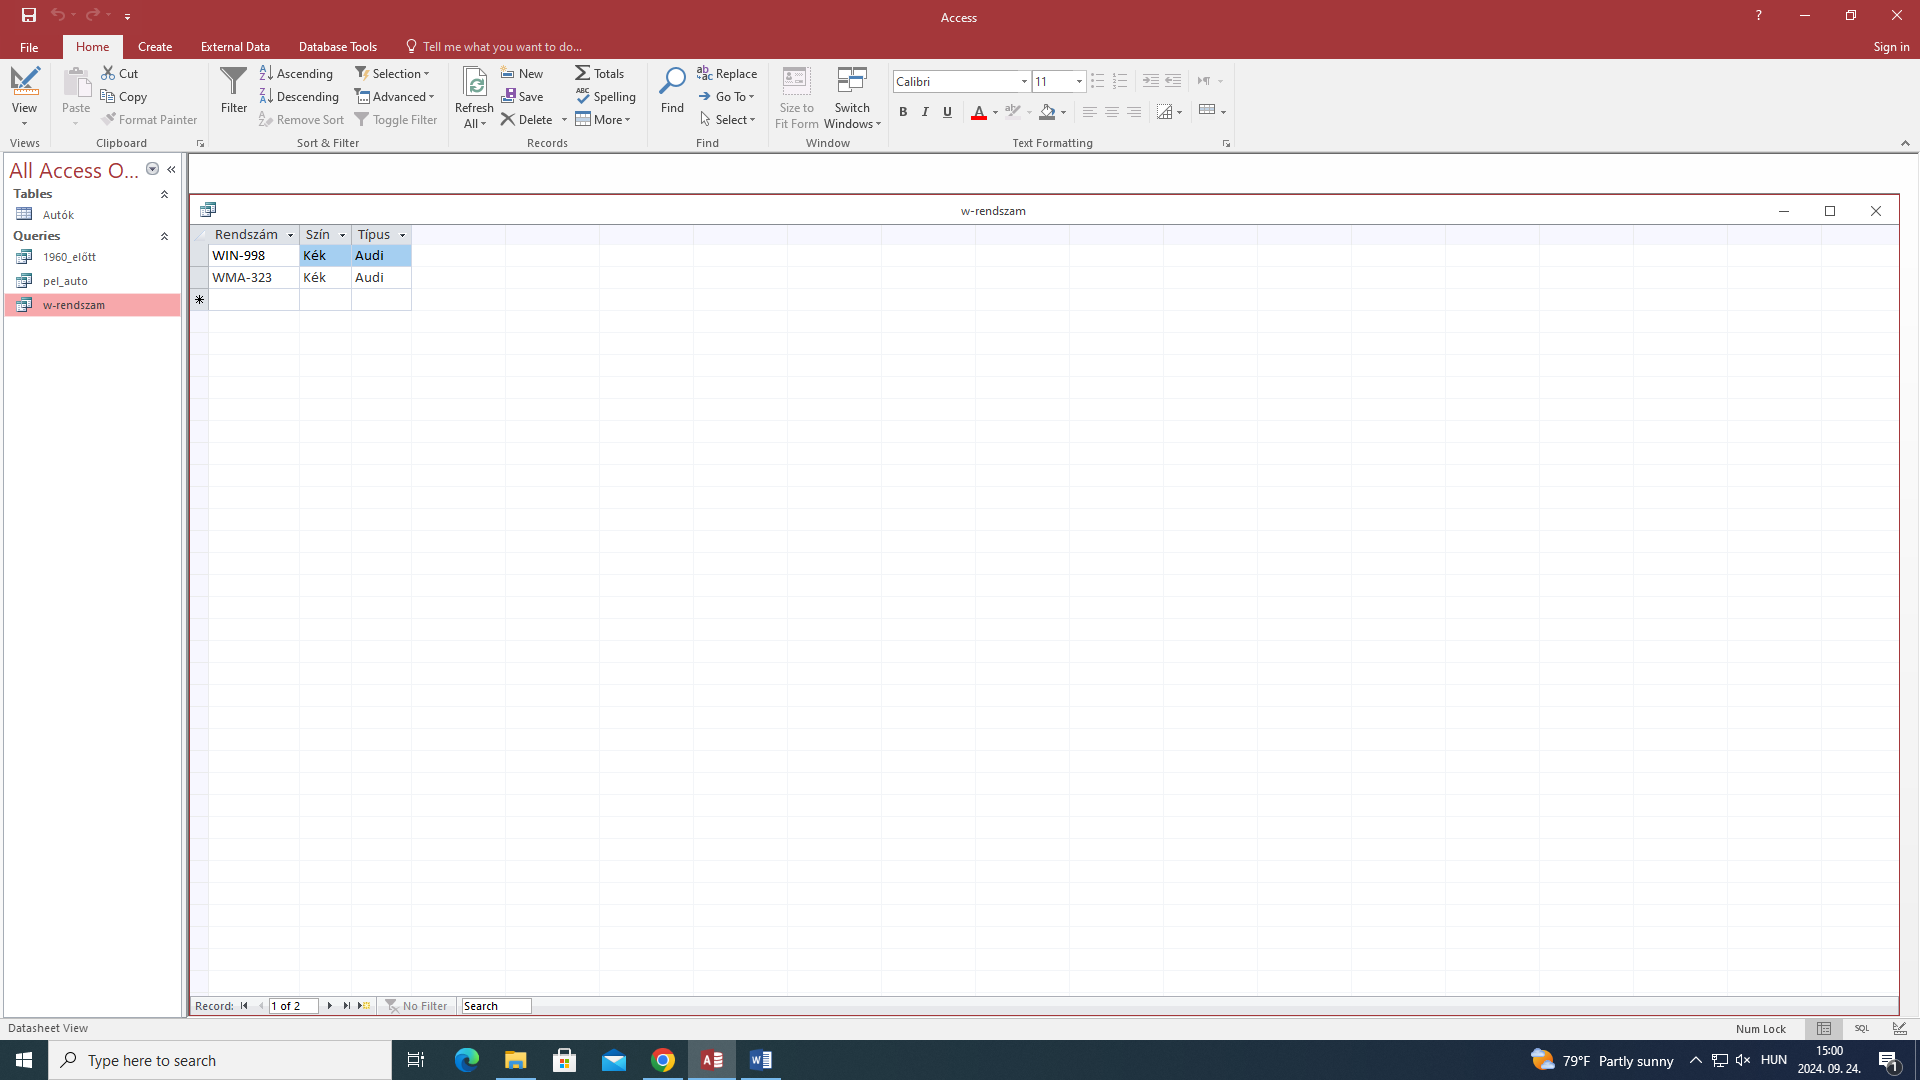 Access
File
Home
Create
External Data
Database Tools
Tell me what you want to do...
Sign in
View
Views
Paste
Cut
Copy
Format Painter
Clipboard
Filter
Ascending
Descending
Remove Sort
Selection
Advanced
Toggle Filter
Sort & Filter
Refresh
All
New
Save
Delete
Totals
Spelling
More
Records
Find
Replace
Go To
Select
Find
Size to
Fit Form
Switch
Windows
Window
Calibri
11
B I U
Text Formatting
All Access O...
Tables
Autók
Queries
1960_előtt
pel_auto
w-rendszam
w-rendszam
Rendszám Szín Típus
WIN-998 Kék Audi
WMA-323 Kék Audi
Record: 1 of 2 No Filter Search
Datasheet View
Num Lock
SQL
Type here to search
79°F Partly sunny
HUN
15:00
2024. 09. 24.
1